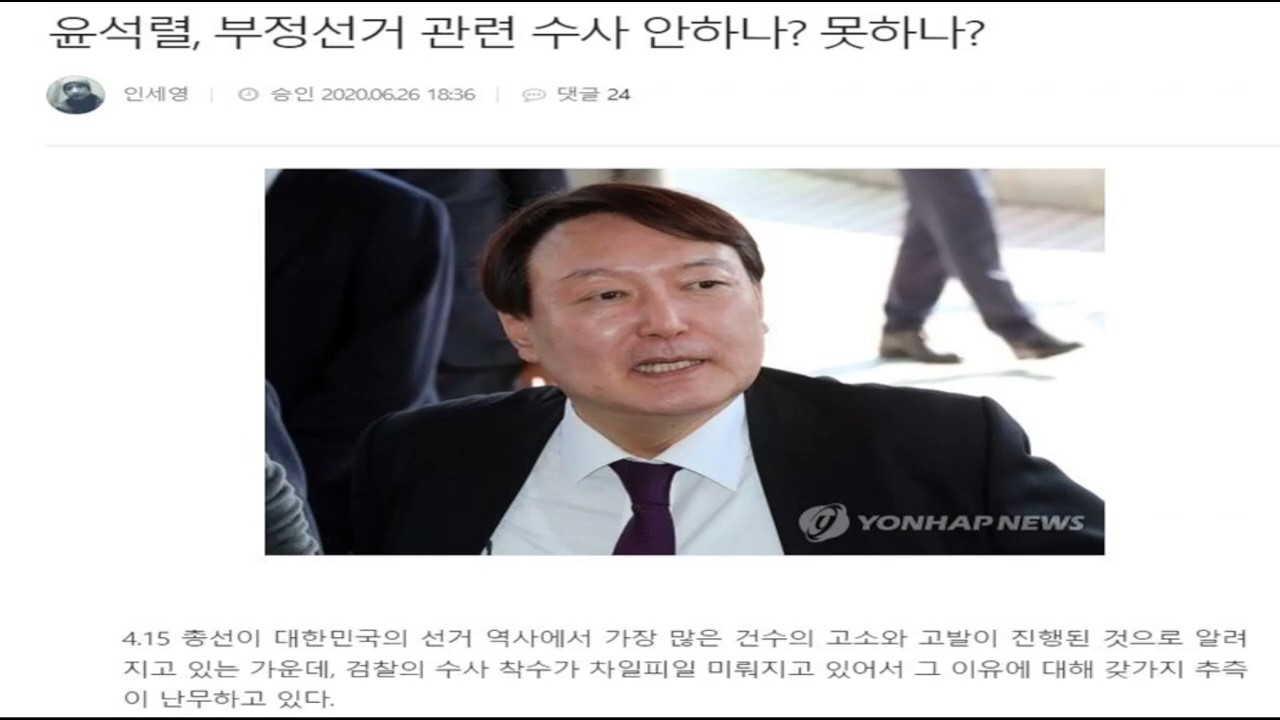 윤석렬, 부정선거 관련 수사 안하나? 못하나?
인세영 | 승인 2020.06.26 18:36 | 댓글 24
YONHAP NEWS
4.15 총선이 대한민국의 선거 역사에서 가장 많은 건수의 고소와 고발이 진행된 것으로 알려
지고 있는 가운데, 검찰의 수사 착수가 차일피일 미뤄지고 있어서 그 이유에 대해 갖가지 추측
이 난무하고 있다.